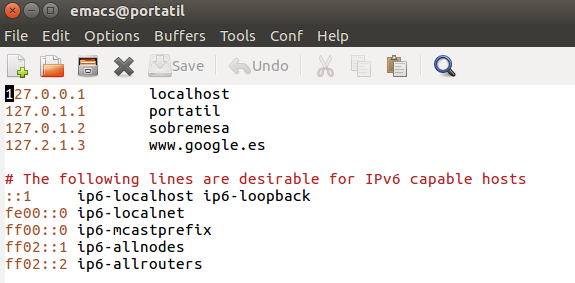 emacs@portatil
File Edit Options Buffers Tools Conf Help
Save Undo
127.0.0.1 localhost
127.0.1.1 portatil
127.0.1.2 sobremesa
127.2.1.3 www.google.es
# The following lines are desirable for IPv6 capable hosts
::1 ip6-localhost ip6-loopback
fe00::0 ip6-localnet
ff00::0 ip6-mcastprefix
ff02::1 ip6-allnodes
ff02::2 ip6-allrouters